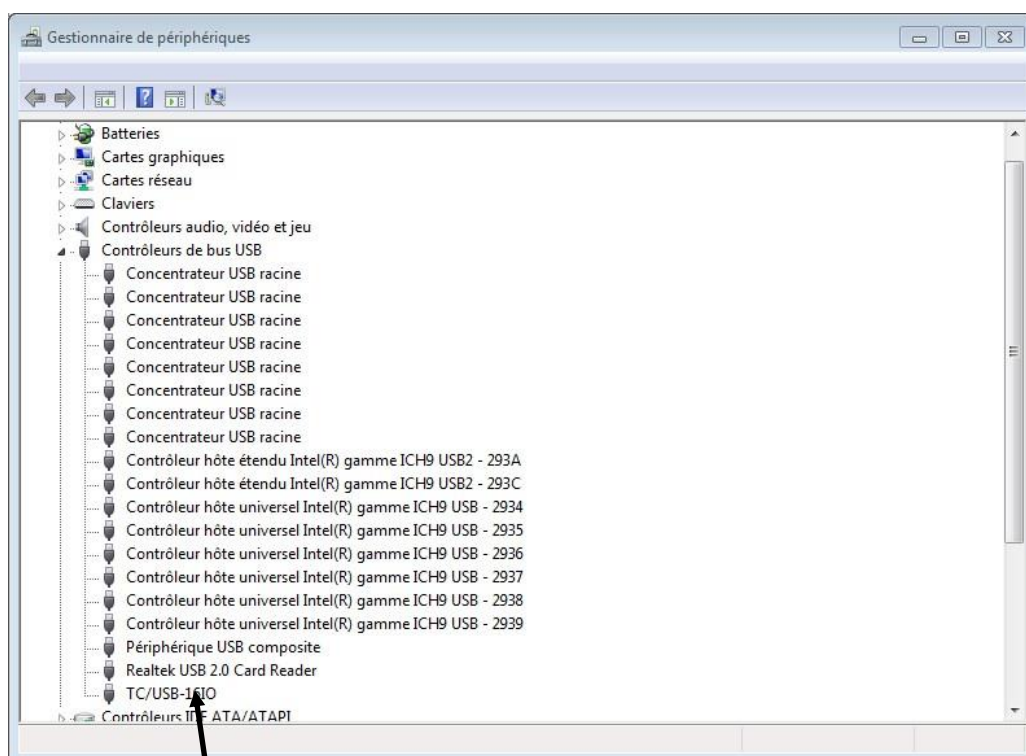 Gestionnaire de périphériques
Batteries
Cartes graphiques
Cartes réseau
Claviers
Contrôleurs audio, vidéo et jeu
Contrôleurs de bus USB
Concentrateur USB racine
Concentrateur USB racine
Concentrateur USB racine
Concentrateur USB racine
Concentrateur USB racine
Concentrateur USB racine
Concentrateur USB racine
Concentrateur USB racine
Contrôleur hôte étendu Intel(R) gamme ICH9 USB2 - 293A
Contrôleur hôte étendu Intel(R) gamme ICH9 USB2 - 293C
Contrôleur hôte universel Intel(R) gamme ICH9 USB - 2934
Contrôleur hôte universel Intel(R) gamme ICH9 USB - 2935
Contrôleur hôte universel Intel(R) gamme ICH9 USB - 2936
Contrôleur hôte universel Intel(R) gamme ICH9 USB - 2937
Contrôleur hôte universel Intel(R) gamme ICH9 USB - 2938
Contrôleur hôte universel Intel(R) gamme ICH9 USB - 2939
Périphérique USB composite
Realtek USB 2.0 Card Reader
TC/USB-16IO
Contrôleurs IDE ATA/ATAPI